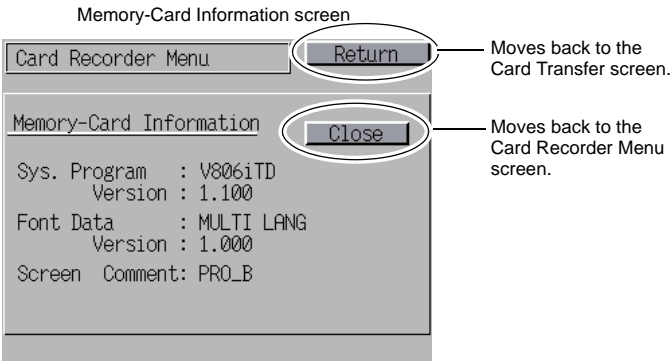 Memory-Card Information screen
Card Recorder Menu
Return
Moves back to the
Card Transfer screen.
Memory-Card Information
Close
Moves back to the
Card Recorder Menu
screen.
Sys. Program : V806iTD
Version : 1.100
Font Data : MULTI LANG
Version : 1.000
Screen Comment: PRO_B